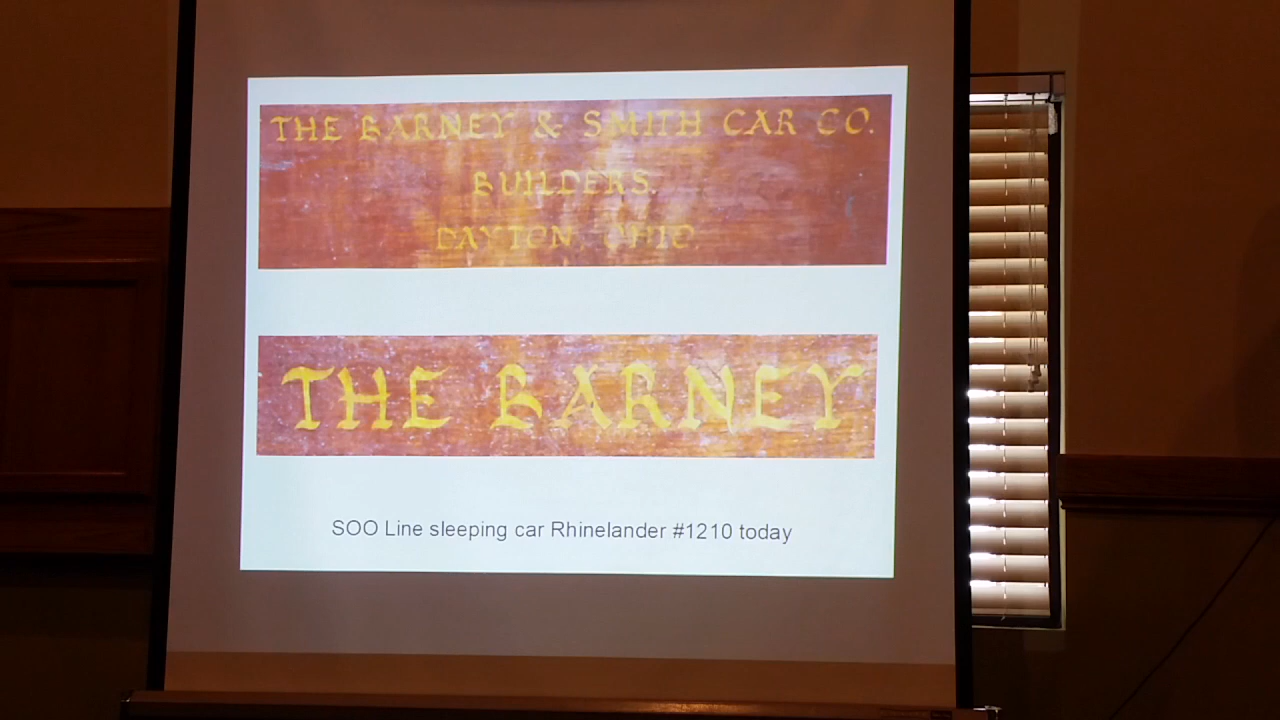 THE BARNEY & SMITH CAR CO.
BUILDERS.
DAYTON, OHIO.
THE BARNEY
SOO Line sleeping car Rhinelander #1210 today